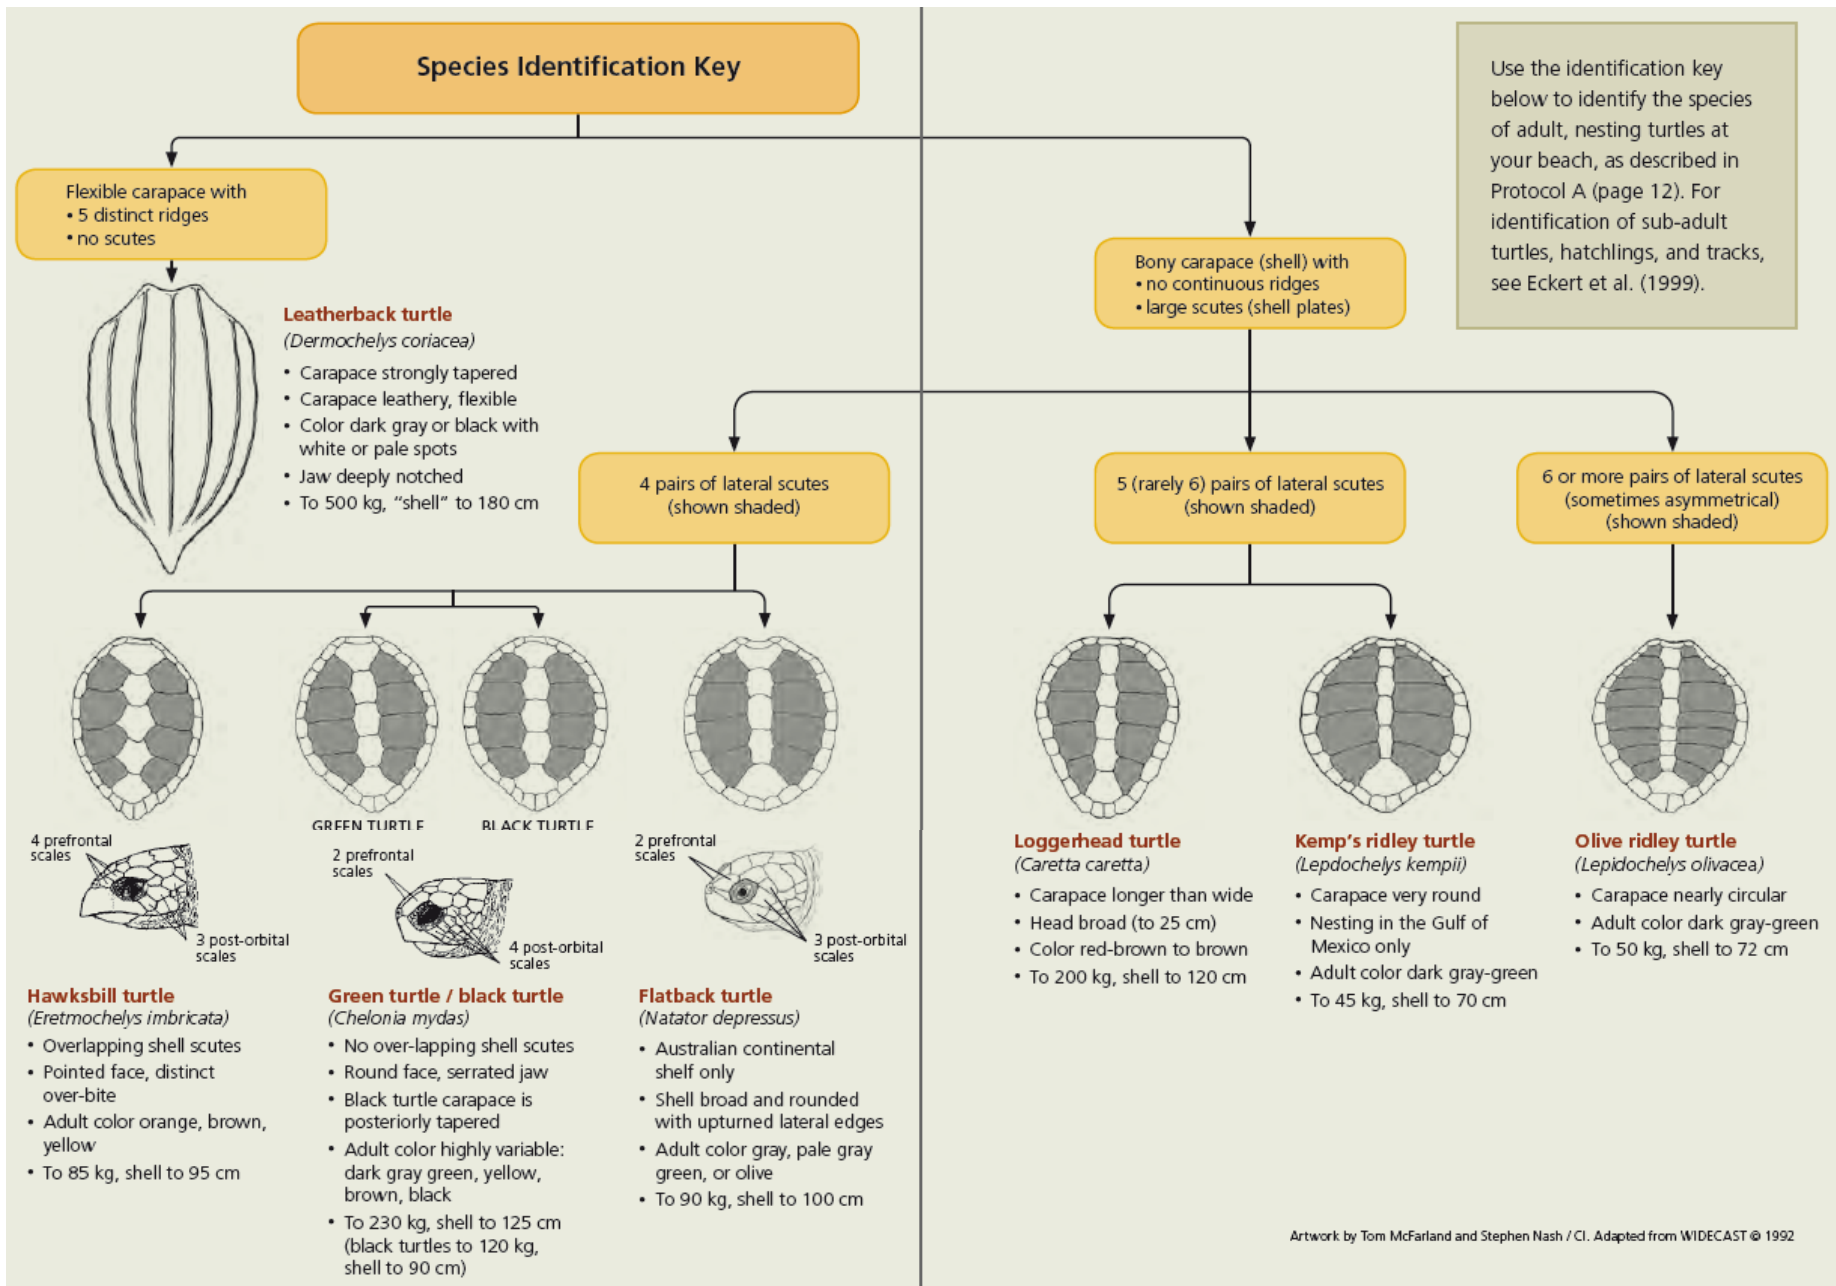 Species Identification Key
Use the identification key
below to identify the species
of adult, nesting turtles at
your beach, as described in
Protocol A (page 12). For
identification of sub-adult
turtles, hatchlings, and tracks,
see Eckert et al. (1999).
Flexible carapace with
• 5 distinct ridges
• no scutes
Bony carapace (shell) with
• no continuous ridges
• large scutes (shell plates)
Leatherback turtle
(Dermochelys coriacea)
• Carapace strongly tapered
• Carapace leathery, flexible
• Color dark gray or black with
white or pale spots
• Jaw deeply notched
• To 500 kg, “shell” to 180 cm
4 pairs of lateral scutes
(shown shaded)
5 (rarely 6) pairs of lateral scutes
(shown shaded)
6 or more pairs of lateral scutes
(sometimes asymmetrical)
(shown shaded)
GREEN TURTLE
BLACK TURTLE
4 prefrontal
scales
3 post-orbital
scales
Hawksbill turtle
(Eretmochelys imbricata)
• Overlapping shell scutes
• Pointed face, distinct
over-bite
• Adult color orange, brown,
yellow
• To 85 kg, shell to 95 cm
2 prefrontal
scales
4 post-orbital
scales
Green turtle / black turtle
(Chelonia mydas)
• No over-lapping shell scutes
• Round face, serrated jaw
• Black turtle carapace is
posteriorly tapered
• Adult color highly variable:
dark gray green, yellow,
brown, black
• To 230 kg, shell to 125 cm
(black turtles to 120 kg,
shell to 90 cm)
2 prefrontal
scales
3 post-orbital
scales
Flatback turtle
(Natator depressus)
• Australian continental
shelf only
• Shell broad and rounded
with upturned lateral edges
• Adult color gray, pale gray
green, or olive
• To 90 kg, shell to 100 cm
Loggerhead turtle
(Caretta caretta)
• Carapace longer than wide
• Head broad (to 25 cm)
• Color red-brown to brown
• To 200 kg, shell to 120 cm
Kemp’s ridley turtle
(Lepdochelys kempii)
• Carapace very round
• Nesting in the Gulf of
Mexico only
• Adult color dark gray-green
• To 45 kg, shell to 70 cm
Olive ridley turtle
(Lepidochelys olivacea)
• Carapace nearly circular
• Adult color dark gray-green
• To 50 kg, shell to 72 cm
Artwork by Tom McFarland and Stephen Nash / CI. Adapted from WIDECAST © 1992